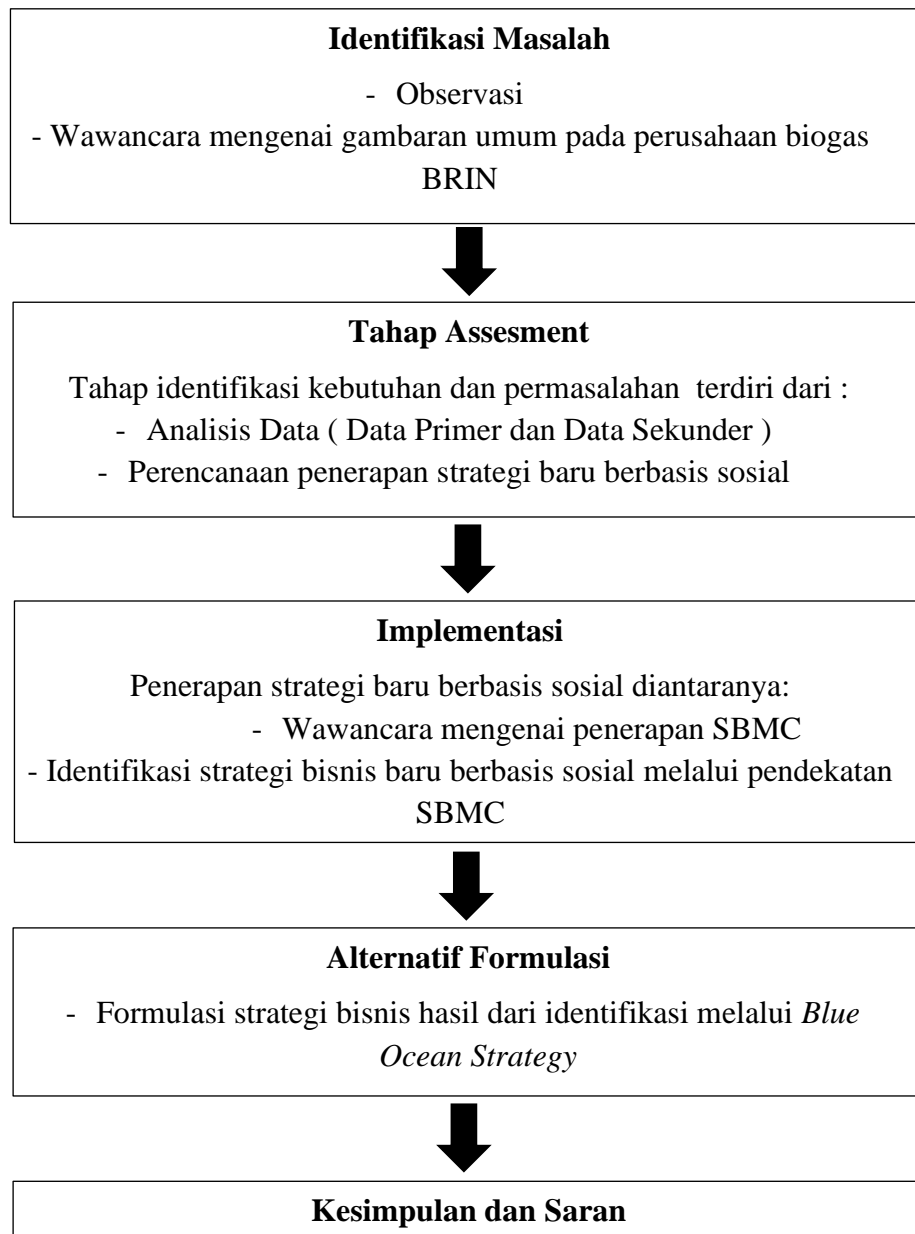 Identifikasi Masalah
- Observasi
- Wawancara mengenai gambaran umum pada perusahaan biogas
BRIN
Tahap Assesment
Tahap identifikasi kebutuhan dan permasalahan  terdiri dari :
- Analisis Data ( Data Primer dan Data Sekunder )
- Perencanaan penerapan strategi baru berbasis sosial
Implementasi
Penerapan strategi baru berbasis sosial diantaranya:
- Wawancara mengenai penerapan SBMC
- Identifikasi strategi bisnis baru berbasis sosial melalui pendekatan
SBMC
Alternatif Formulasi
- Formulasi strategi bisnis hasil dari identifikasi melalui Blue
Ocean Strategy
Kesimpulan dan Saran